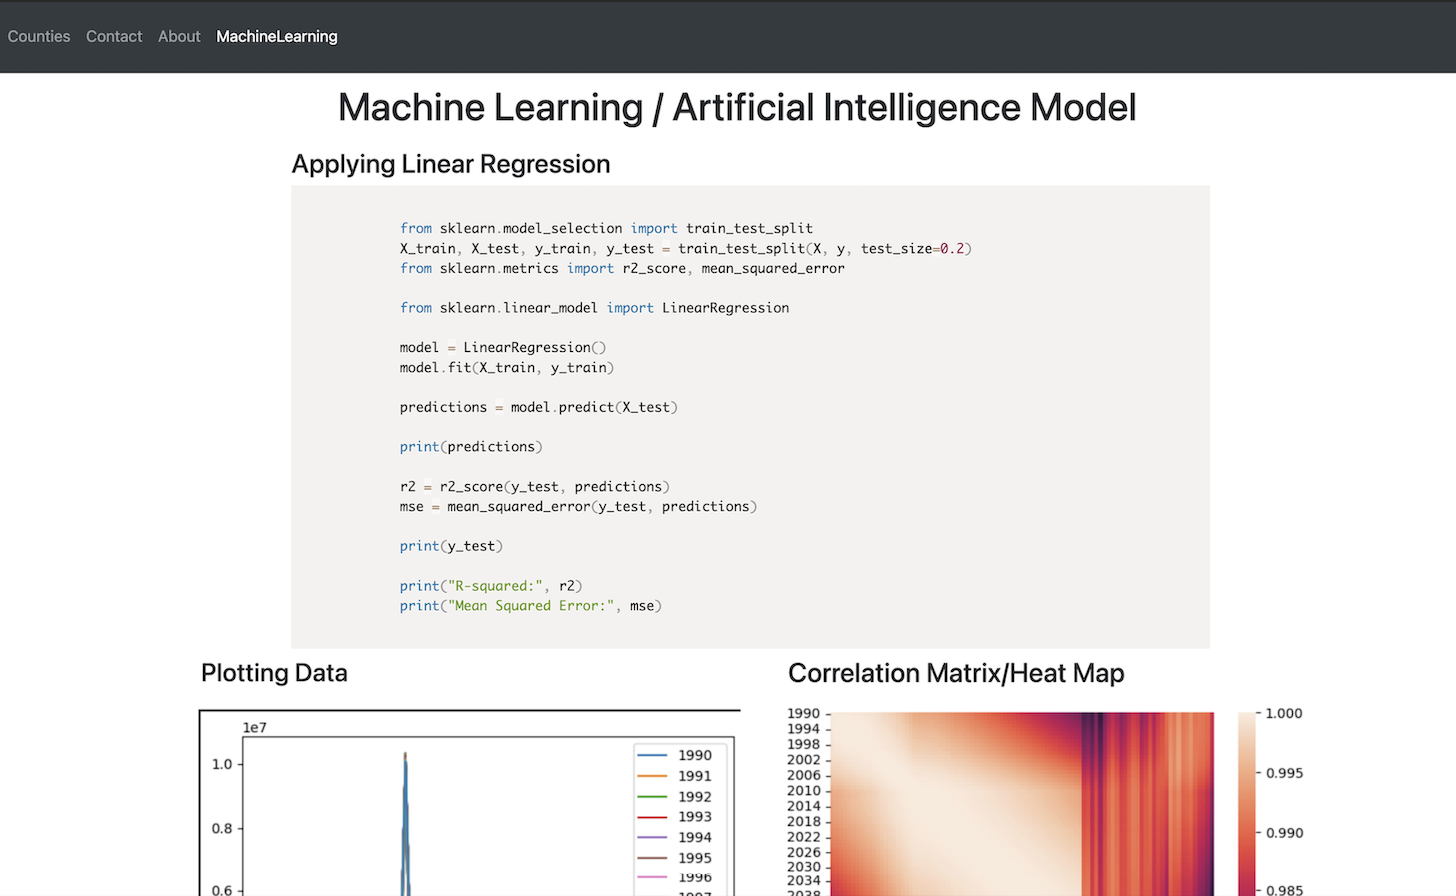 Counties Contact About MachineLearning
Machine Learning / Artificial Intelligence Model
Applying Linear Regression
from sklearn.model_selection import train_test_split
X_train, X_test, y_train, y_test = train_test_split(X, y, test_size=0.2)
from sklearn.metrics import r2_score, mean_squared_error
from sklearn.linear_model import LinearRegression
model = LinearRegression()
model.fit(X_train, y_train)
predictions = model.predict(X_test)
print(predictions)
r2 = r2_score(y_test, predictions)
mse = mean_squared_error(y_test, predictions)
print(y_test)
print("R-squared:", r2)
print("Mean Squared Error:", mse)
Plotting Data
1e7
1.0
0.8
0.6
1990
1991
1992
1993
1994
1995
1996
1997
Correlation Matrix/Heat Map
1990
1994
1998
2002
2006
2010
2014
2018
2022
2026
2030
2034
2038
1.000
0.995
0.990
0.985